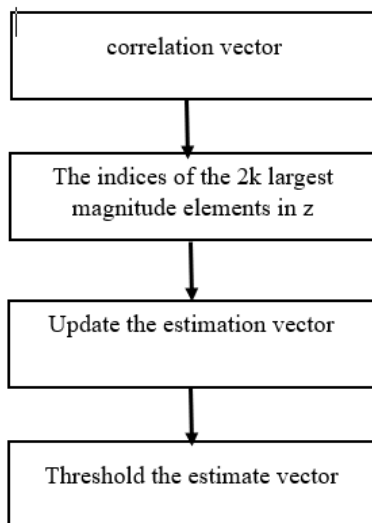 correlation vector
The indices of the 2k largest
magnitude elements in z
Update the estimation vector
Threshold the estimate vector